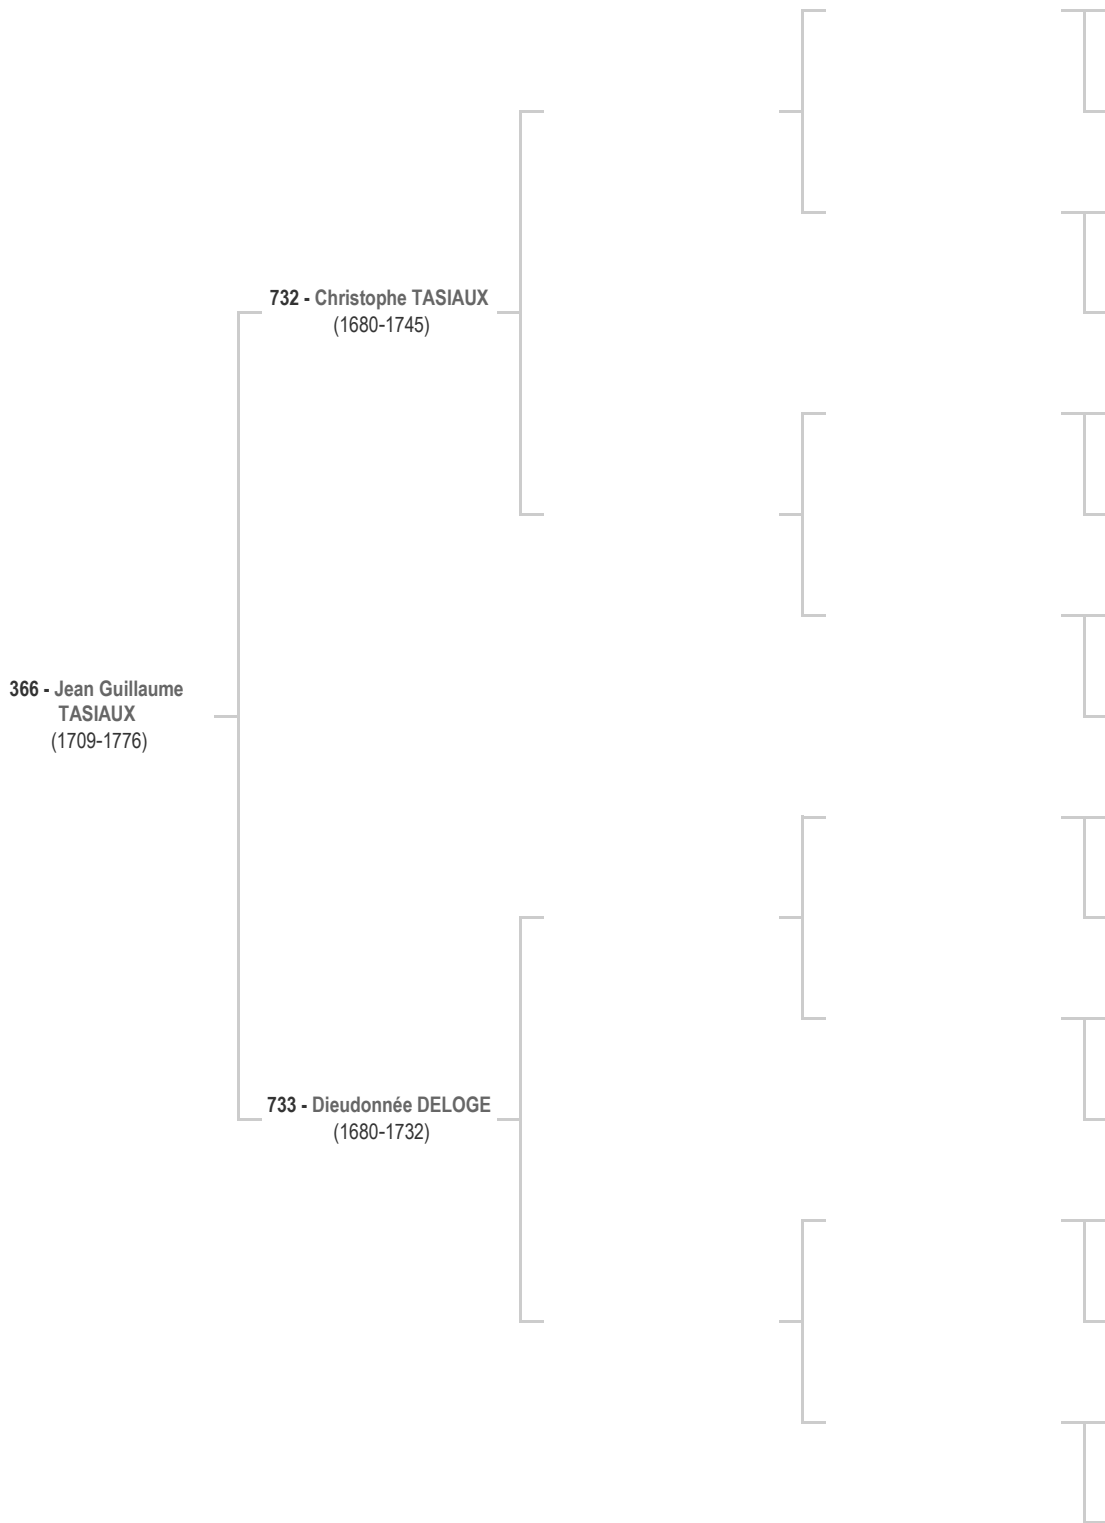 732 - Christophe TASIAUX
(1680-1745)
366 - Jean Guillaume
TASIAUX
(1709-1776)
733 - Dieudonnée DELOGE
(1680-1732)